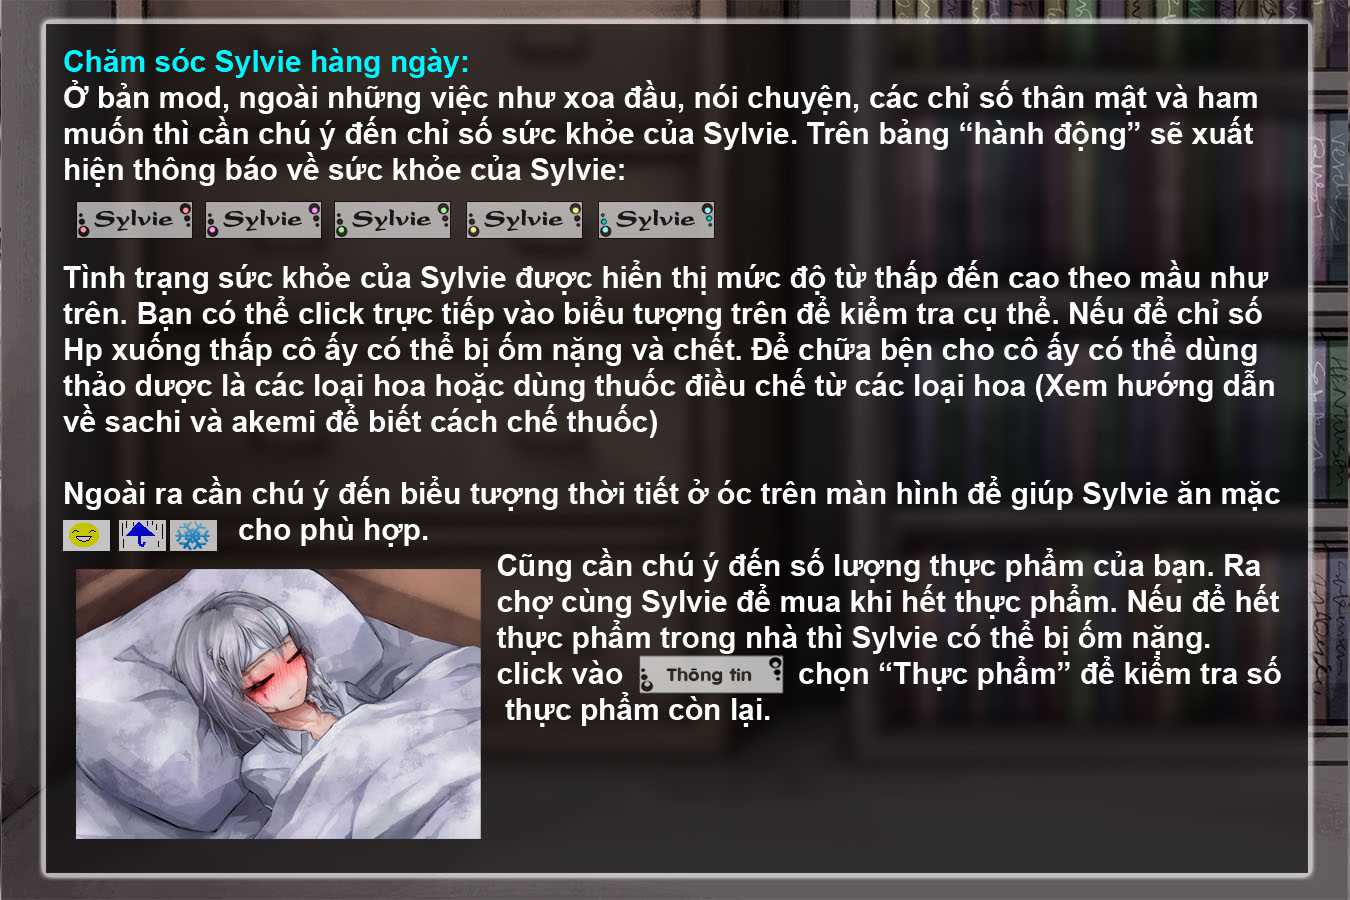 Chăm sóc Sylvie hàng ngày:
Ở bản mod, ngoài những việc như xoa đầu, nói chuyện, các chỉ số thân mật và ham
muốn thì cần chú ý đến chỉ số sức khỏe của Sylvie. Trên bảng “hành động” sẽ xuất
hiện thông báo về sức khỏe của Sylvie:
Sylvie Sylvie Sylvie Sylvie Sylvie
Tình trạng sức khỏe của Sylvie được hiển thị mức độ từ thấp đến cao theo mầu như
trên. Bạn có thể click trực tiếp vào biểu tượng trên để kiểm tra cụ thể. Nếu để chỉ số
Hp xuống thấp cô ấy có thể bị ốm nặng và chết. Để chữa bện cho cô ấy có thể dùng
thảo dược là các loại hoa hoặc dùng thuốc điều chế từ các loại hoa (Xem hướng dẫn
về sachi và akemi để biết cách chế thuốc)
Ngoài ra cần chú ý đến biểu tượng thời tiết ở óc trên màn hình để giúp Sylvie ăn mặc
cho phù hợp.
Cũng cần chú ý đến số lượng thực phẩm của bạn. Ra
chợ cùng Sylvie để mua khi hết thực phẩm. Nếu để hết
thực phẩm trong nhà thì Sylvie có thể bị ốm nặng.
click vào Thông tin chọn “Thực phẩm” để kiểm tra số
thực phẩm còn lại.